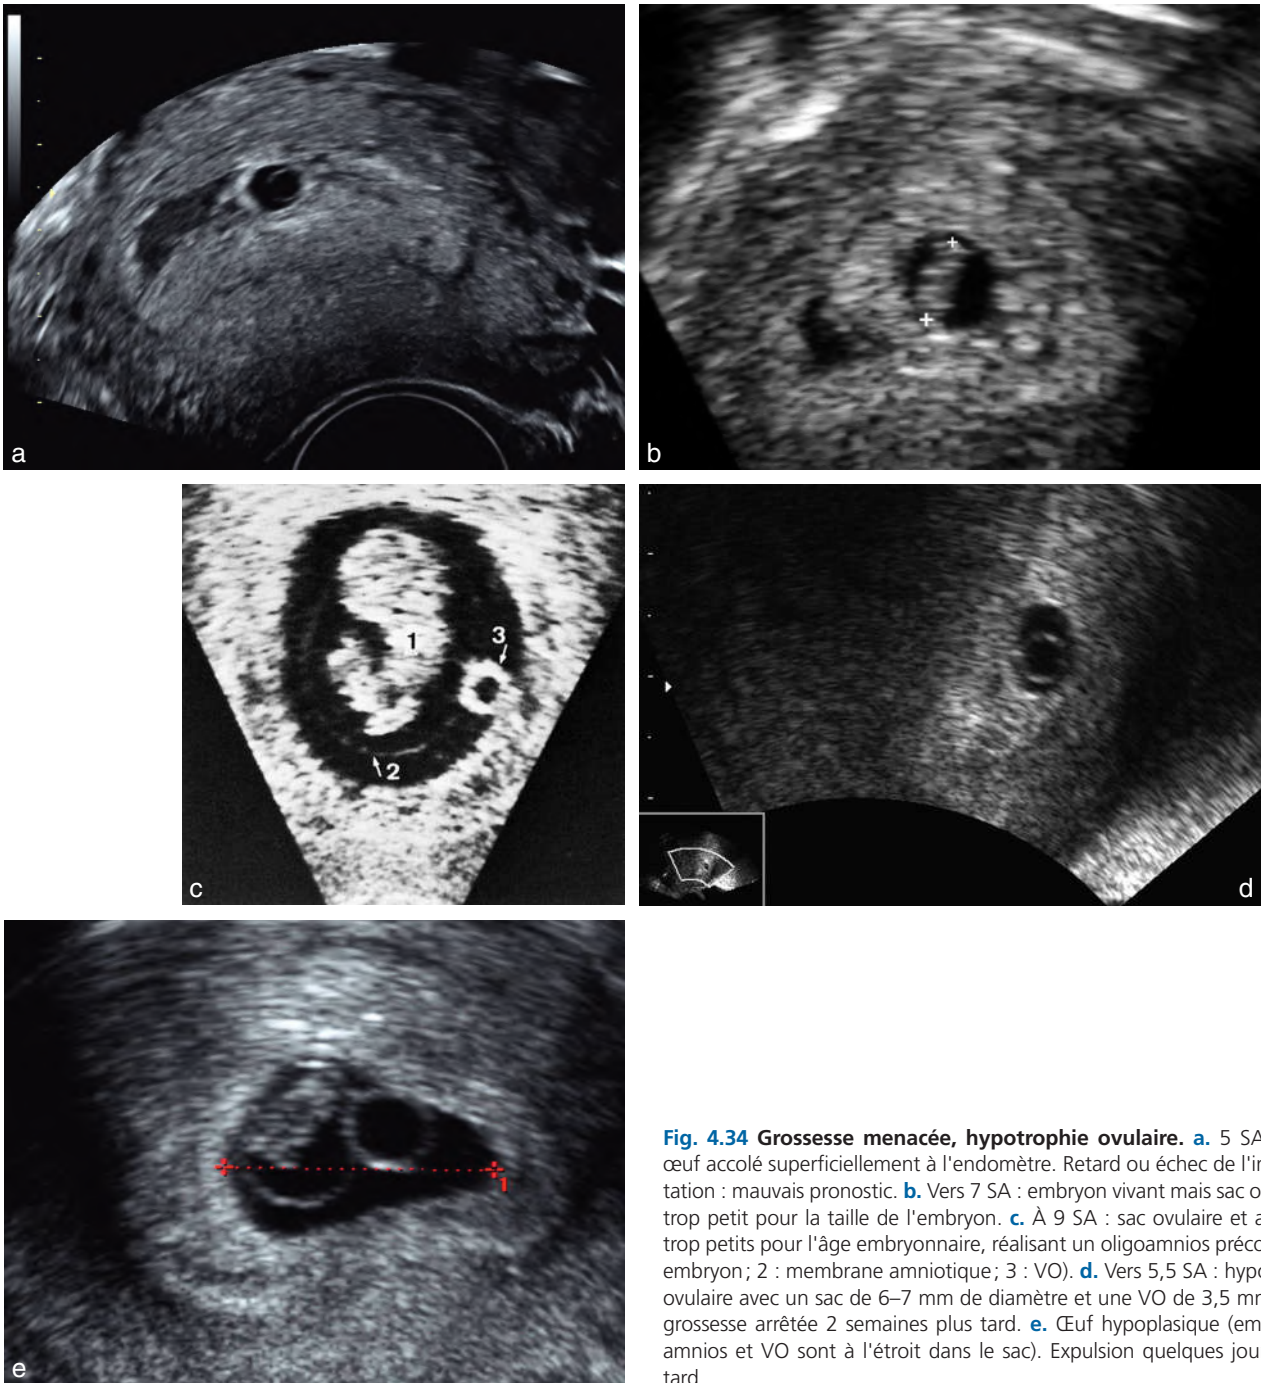 a
b
1
3
2
c
d
1
e
Fig. 4.34 Grossesse menacée, hypotrophie ovulaire. a. 5 SA
œuf accolé superficiellement à l'endomètre. Retard ou échec de l'in
tation : mauvais pronostic. b. Vers 7 SA : embryon vivant mais sac o
trop petit pour la taille de l'embryon. c. À 9 SA : sac ovulaire et a
trop petits pour l'âge embryonnaire, réalisant un oligoamnios préco
embryon ; 2 : membrane amniotique ; 3 : VO). d. Vers 5,5 SA : hypo
ovulaire avec un sac de 6–7 mm de diamètre et une VO de 3,5 mm
grossesse arrêtée 2 semaines plus tard. e. Œuf hypoplasique (em
amnios et VO sont à l'étroit dans le sac). Expulsion quelques jou
tard